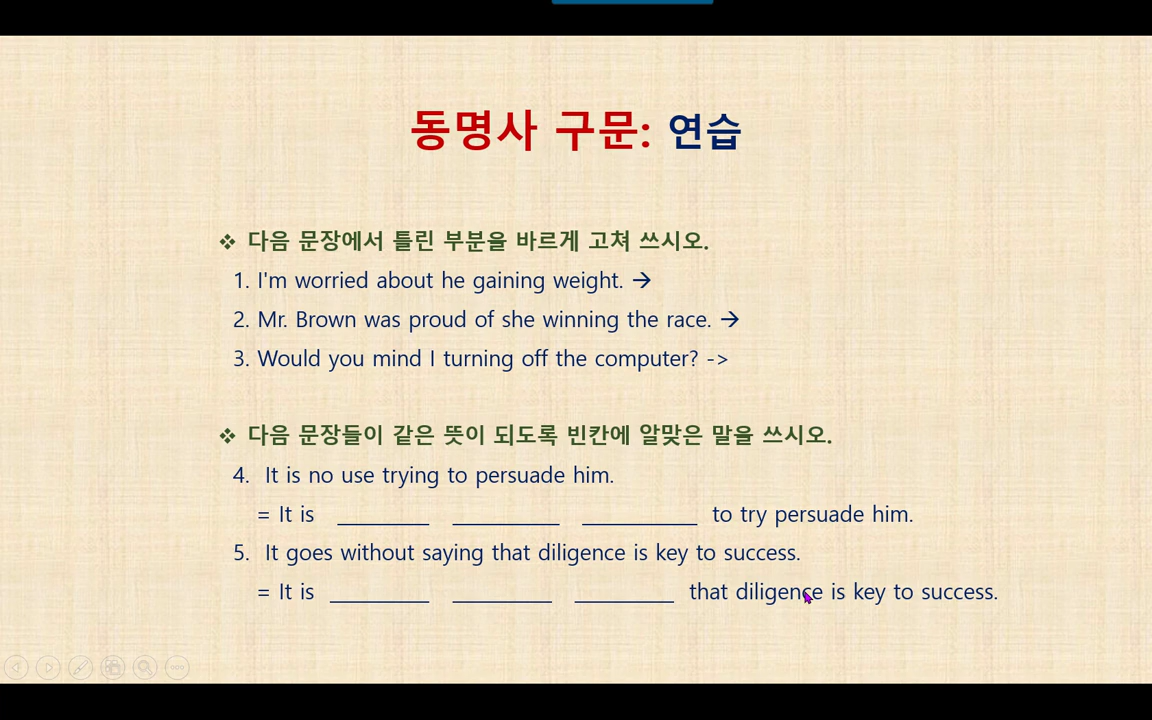 동명사 구문: 연습
❖ 다음 문장에서 틀린 부분을 바르게 고쳐 쓰시오.
1. I'm worried about he gaining weight. →
2. Mr. Brown was proud of she winning the race. →
3. Would you mind I turning off the computer? ->
❖ 다음 문장들이 같은 뜻이 되도록 빈칸에 알맞은 말을 쓰시오.
4. It is no use trying to persuade him.
= It is ________ _________ __________ to try persuade him.
5. It goes without saying that diligence is key to success.
= It is ________ ________ ________ that diligence is key to success.